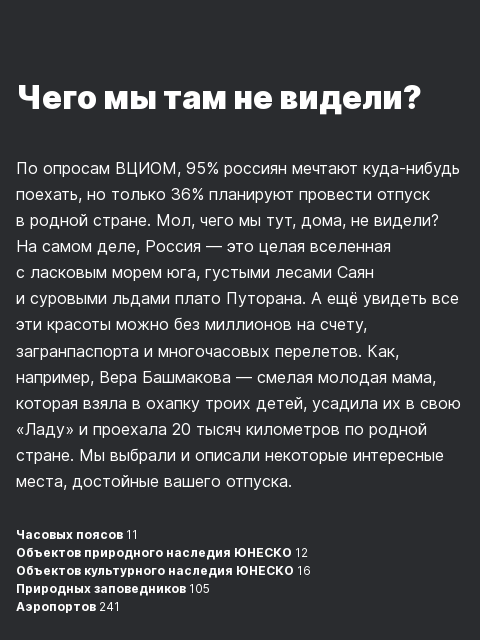 Чего мы там не видели?
По опросам ВЦИОМ, 95% россиян мечтают куда-нибудь
поехать, но только 36% планируют провести отпуск
в родной стране. Мол, чего мы тут, дома, не видели?
На самом деле, Россия — это целая вселенная
с ласковым морем юга, густыми лесами Саян
и суровыми льдами плато Путорана. А ещё увидеть все
эти красоты можно без миллионов на счету,
загранпаспорта и многочасовых перелетов. Как,
например, Вера Башмакова — смелая молодая мама,
которая взяла в охапку троих детей, усадила их в свою
«Ладу» и проехала 20 тысяч километров по родной
стране. Мы выбрали и описали некоторые интересные
места, достойные вашего отпуска.
Часовых поясов 11
Объектов природного наследия ЮНЕСКО 12
Объектов культурного наследия ЮНЕСКО 16
Природных заповедников 105
Аэропортов 241